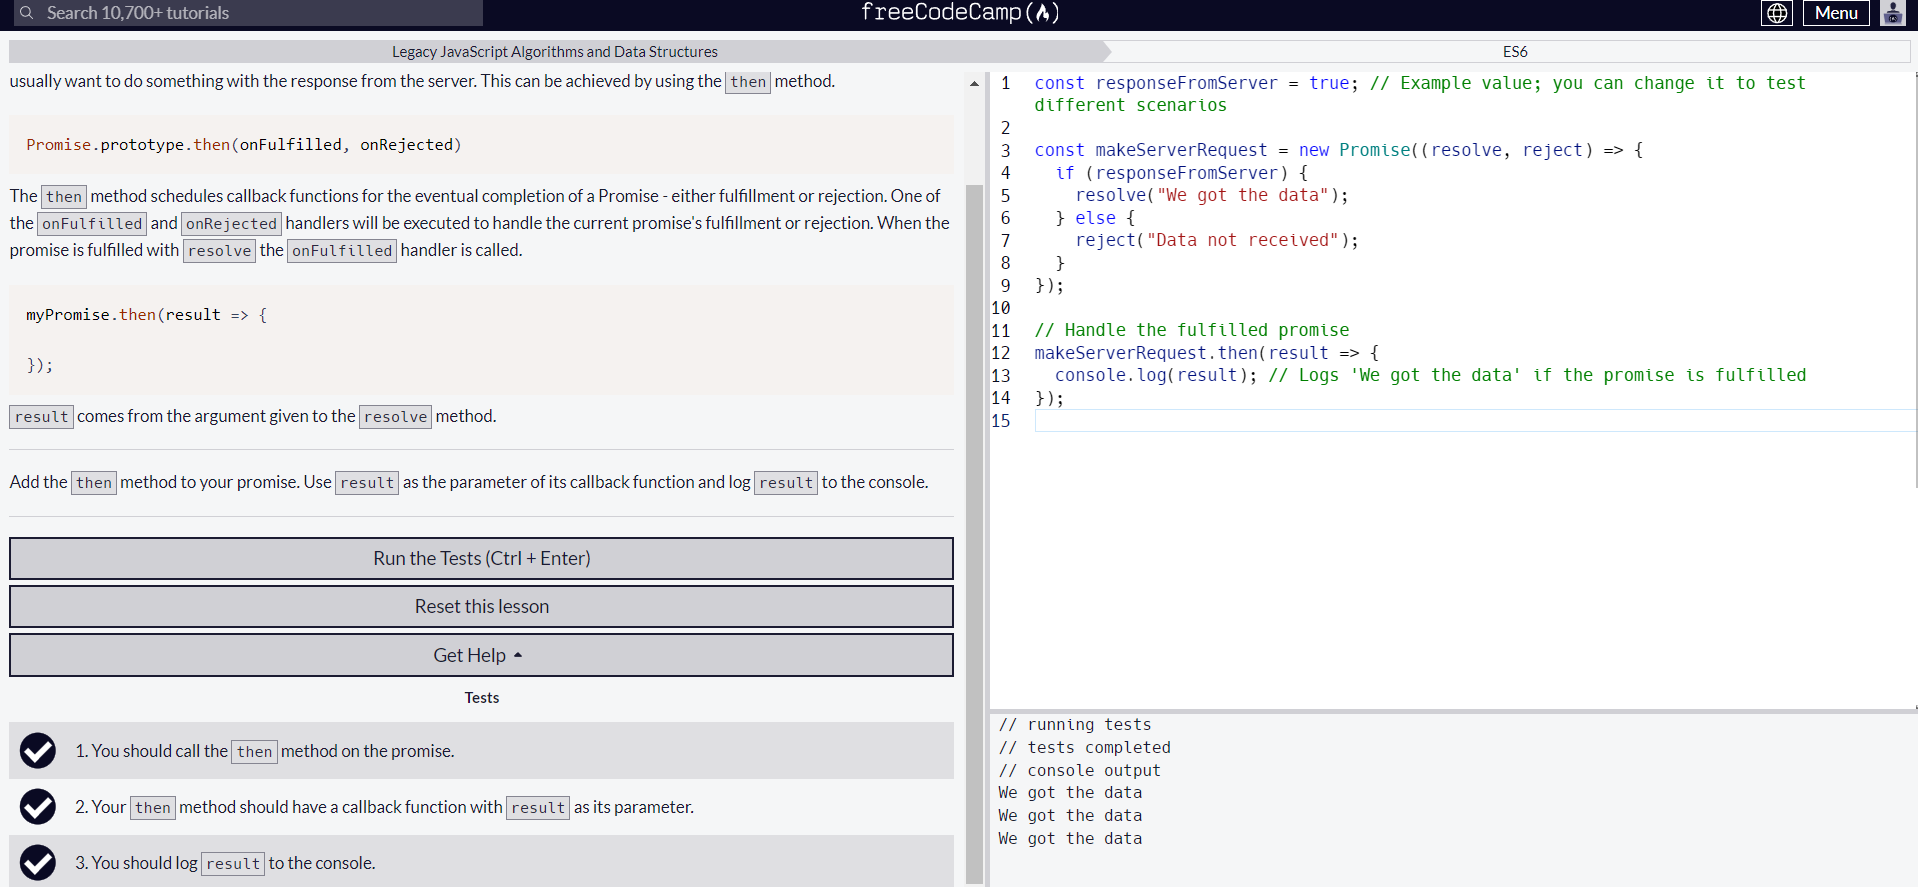 Search 10,700+ tutorials
freeCodeCamp
Menu
Legacy JavaScript Algorithms and Data Structures
ES6
usually want to do something with the response from the server. This can be achieved by using the then method.
Promise.prototype.then(onFulfilled, onRejected)
The then method schedules callback functions for the eventual completion of a Promise - either fulfillment or rejection. One of
the onFulfilled and onRejected handlers will be executed to handle the current promise's fulfillment or rejection. When the
promise is fulfilled with resolve the onFulfilled handler is called.
myPromise.then(result => {
});
result comes from the argument given to the resolve method.
Add the then method to your promise. Use result as the parameter of its callback function and log result to the console.
Run the Tests (Ctrl + Enter)
Reset this lesson
Get Help
Tests
1. You should call the then method on the promise.
2. Your then method should have a callback function with result as its parameter.
3. You should log result to the console.
1 const responseFromServer = true; // Example value; you can change it to test
different scenarios
2
3 const makeServerRequest = new Promise((resolve, reject) => {
4 if (responseFromServer) {
5 resolve("We got the data");
6 } else {
7 reject("Data not received");
8 }
9 });
10
11 // Handle the fulfilled promise
12 makeServerRequest.then(result => {
13 console.log(result); // Logs 'We got the data' if the promise is fulfilled
14 });
15
// running tests
// tests completed
// console output
We got the data
We got the data
We got the data